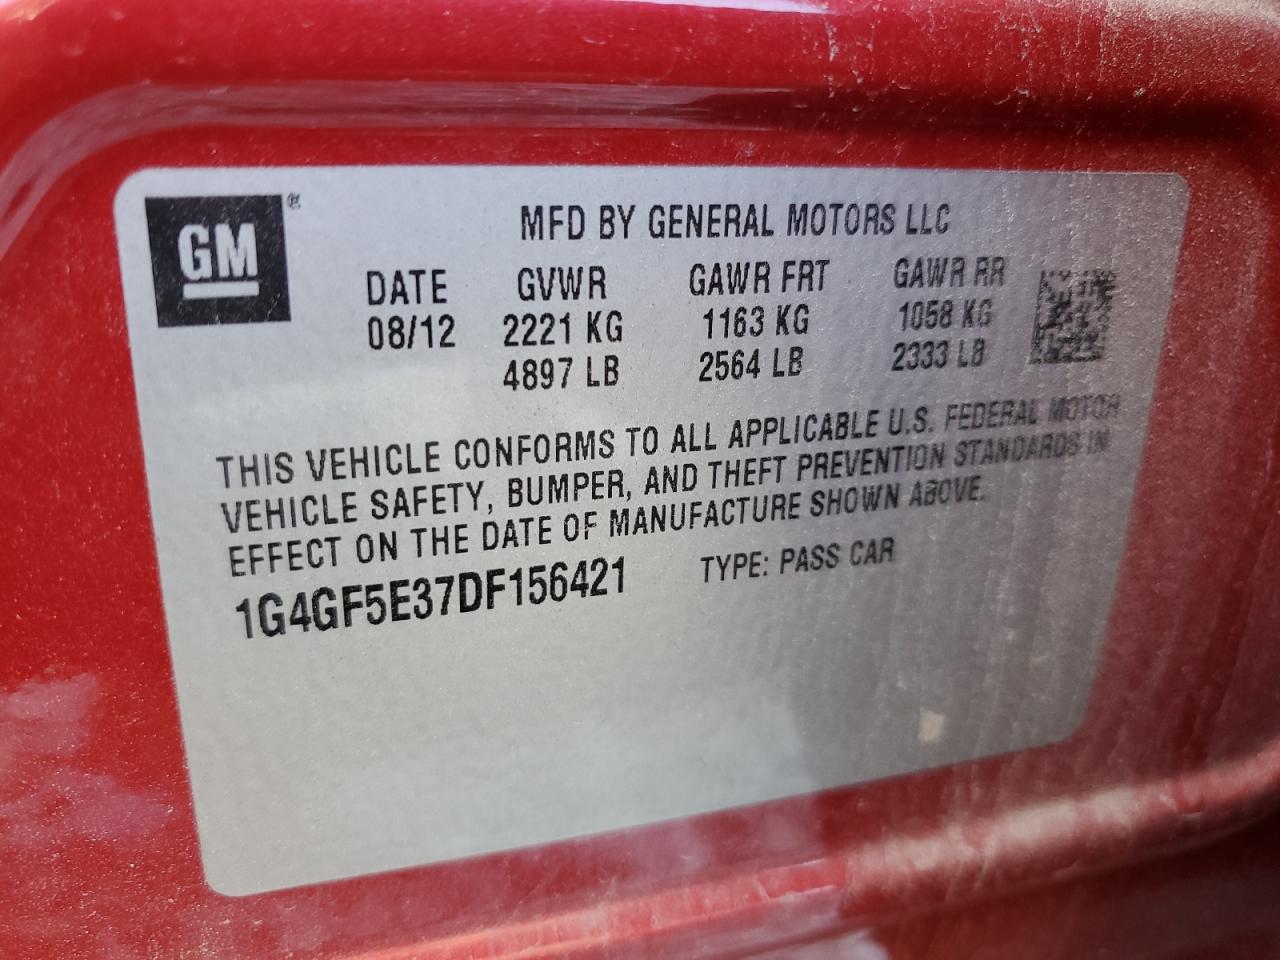 GM®
MFD BY GENERAL MOTORS LLC
DATE GVWR GAWR FRT GAWR RR
08/12 2221 KG 1163 KG 1058 KG
4897 LB 2564 LB 2333 LB
THIS VEHICLE CONFORMS TO ALL APPLICABLE U.S. FEDERAL MOTOR
VEHICLE SAFETY, BUMPER, AND THEFT PREVENTION STANDARDS IN
EFFECT ON THE DATE OF MANUFACTURE SHOWN ABOVE.
1G4GF5E37DF156421 TYPE: PASS CAR